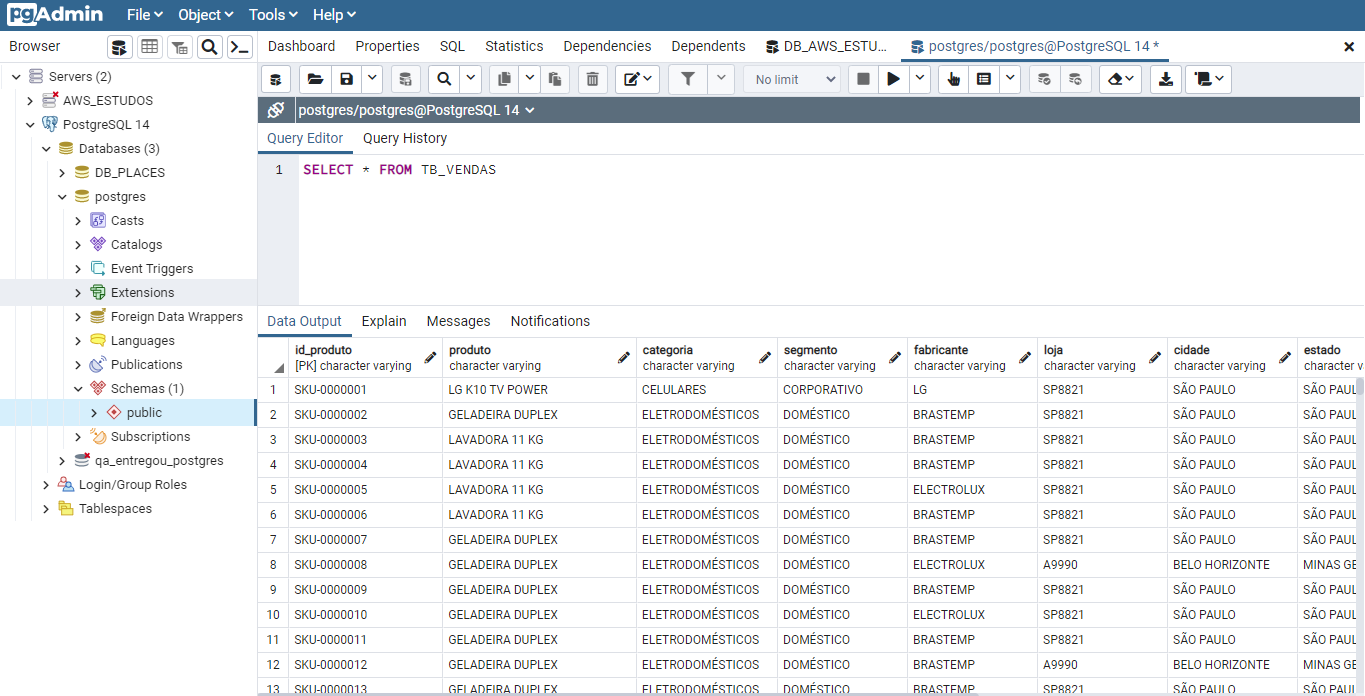 pgAdmin File Object Tools Help
Browser
Dashboard Properties SQL Statistics Dependencies Dependents DB_AWS_ESTU... postgres/postgres@PostgreSQL 14 *
Servers (2)
AWS_ESTUDOS
PostgreSQL 14
Databases (3)
DB_PLACES
postgres
Casts
Catalogs
Event Triggers
Extensions
Foreign Data Wrappers
Languages
Publications
Schemas (1)
public
Subscriptions
qa_entregou_postgres
Login/Group Roles
Tablespaces
No limit
postgres/postgres@PostgreSQL 14
Query Editor Query History
1 SELECT * FROM TB_VENDAS
Data Output Explain Messages Notifications
id_produto produto categoria segmento fabricante loja cidade estado
[PK] character varying character varying character varying character varying character varying character varying character varying character v
1 SKU-0000001 LG K10 TV POWER CELULARES CORPORATIVO LG SP8821 SÃO PAULO SÃO PAUL
2 SKU-0000002 GELADEIRA DUPLEX ELETRODOMÉSTICOS DOMÉSTICO BRASTEMP SP8821 SÃO PAULO SÃO PAUL
3 SKU-0000003 LAVADORA 11 KG ELETRODOMÉSTICOS DOMÉSTICO BRASTEMP SP8821 SÃO PAULO SÃO PAUL
4 SKU-0000004 LAVADORA 11 KG ELETRODOMÉSTICOS DOMÉSTICO BRASTEMP SP8821 SÃO PAULO SÃO PAUL
5 SKU-0000005 LAVADORA 11 KG ELETRODOMÉSTICOS DOMÉSTICO ELECTROLUX SP8821 SÃO PAULO SÃO PAUL
6 SKU-0000006 LAVADORA 11 KG ELETRODOMÉSTICOS DOMÉSTICO BRASTEMP SP8821 SÃO PAULO SÃO PAUL
7 SKU-0000007 GELADEIRA DUPLEX ELETRODOMÉSTICOS DOMÉSTICO BRASTEMP SP8821 SÃO PAULO SÃO PAUL
8 SKU-0000008 GELADEIRA DUPLEX ELETRODOMÉSTICOS DOMÉSTICO ELECTROLUX A9990 BELO HORIZONTE MINAS GE
9 SKU-0000009 GELADEIRA DUPLEX ELETRODOMÉSTICOS DOMÉSTICO BRASTEMP SP8821 SÃO PAULO SÃO PAUL
10 SKU-0000010 GELADEIRA DUPLEX ELETRODOMÉSTICOS DOMÉSTICO ELECTROLUX SP8821 SÃO PAULO SÃO PAUL
11 SKU-0000011 GELADEIRA DUPLEX ELETRODOMÉSTICOS DOMÉSTICO BRASTEMP SP8821 SÃO PAULO SÃO PAUL
12 SKU-0000012 GELADEIRA DUPLEX ELETRODOMÉSTICOS DOMÉSTICO BRASTEMP A9990 BELO HORIZONTE MINAS GE
13 SKU-0000013 GELADEIRA DUPLEX ELETRODOMÉSTICOS DOMÉSTICO BRASTEMP SP8821 SÃO PAULO SÃO PAUL